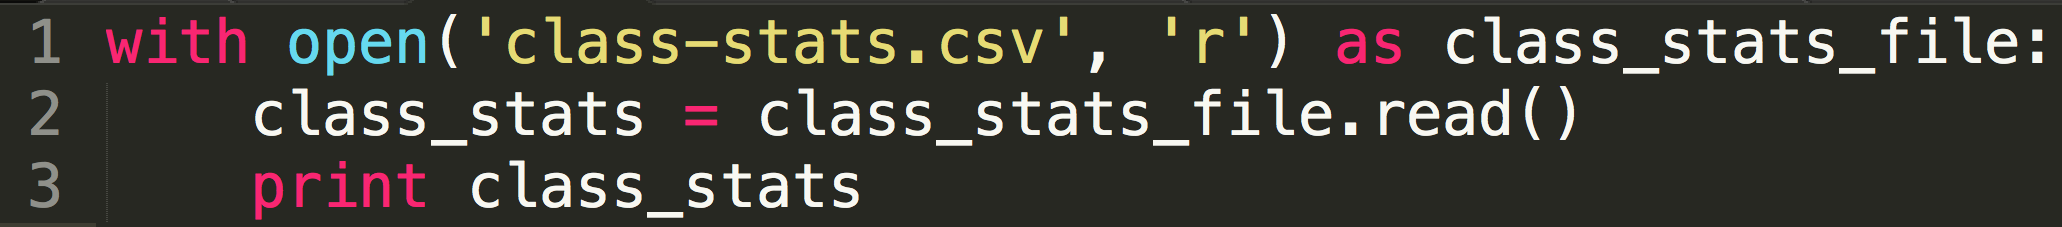 1 with open('class-stats.csv', 'r') as class_stats_file:
2     class_stats = class_stats_file.read()
3     print class_stats